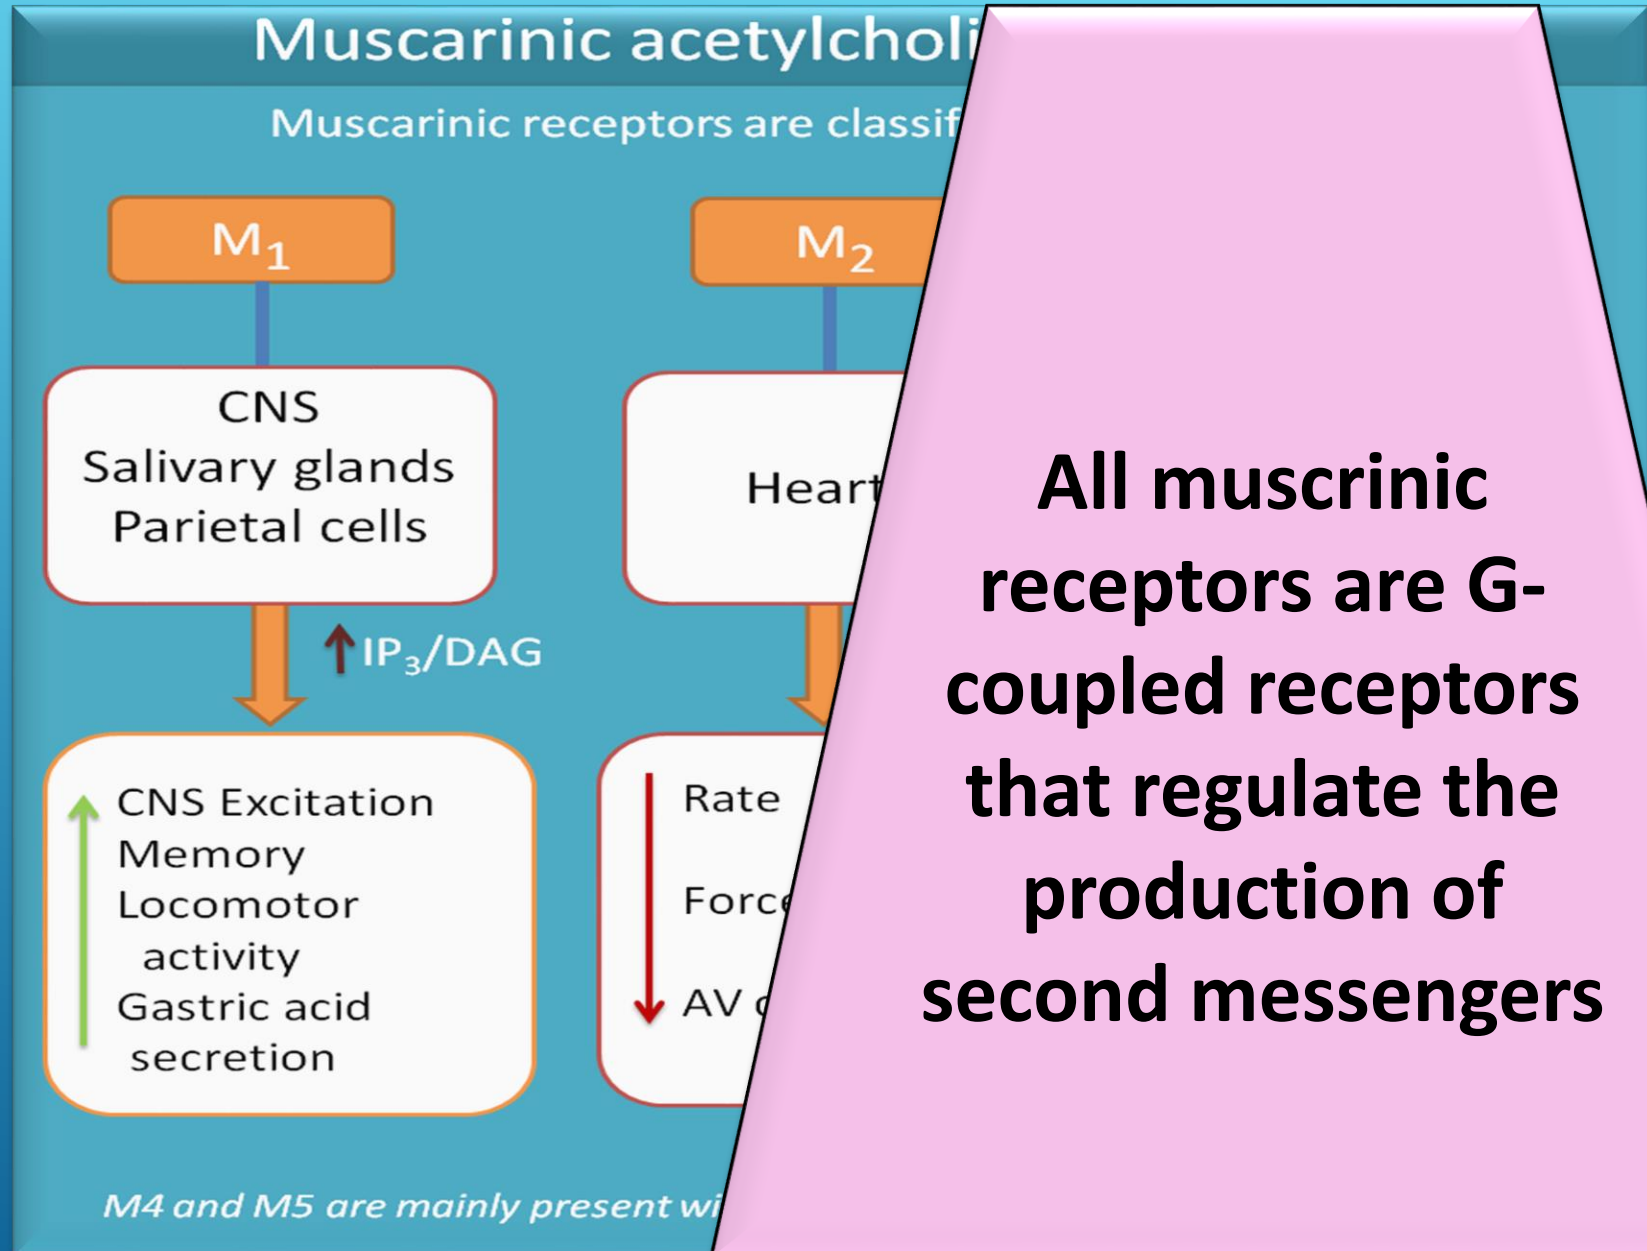 Muscarinic acetylcholi
Muscarinic receptors are classif
M1
M2
CNS
Salivary glands
Parietal cells
Heart
↑IP3/DAG
CNS Excitation
Memory
Locomotor
activity
Gastric acid
secretion
Rate
Force
AV
M4 and M5 are mainly present wi
All muscrinic
receptors are G-
coupled receptors
that regulate the
production of
second messengers